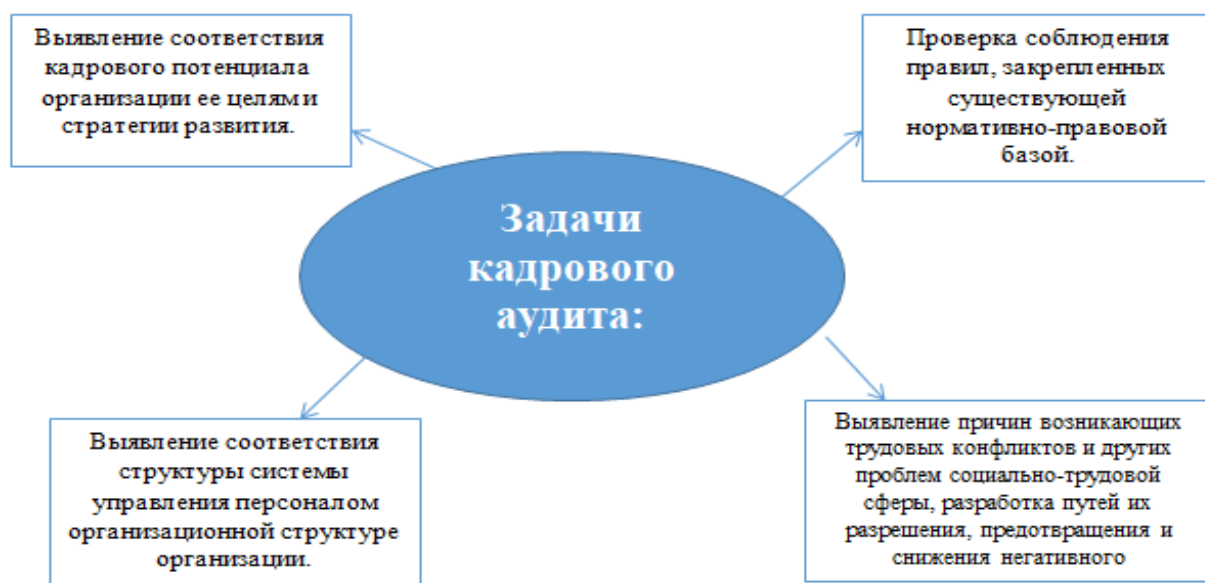 Выявление соответствия
кадрового потенциала
организации ее целям и
стратегии развития.
Проверка соблюдения
правил, закрепленных
существующей
нормативно-правовой
базой.
Задачи
кадрового
аудита:
Выявление соответствия
структуры системы
управления персоналом
организационной структуре
организации.
Выявление причин возникающих
трудовых конфликтов и других
проблем социально-трудовой
сферы, разработка путей их
разрешения, предотвращения и
снижения негативного